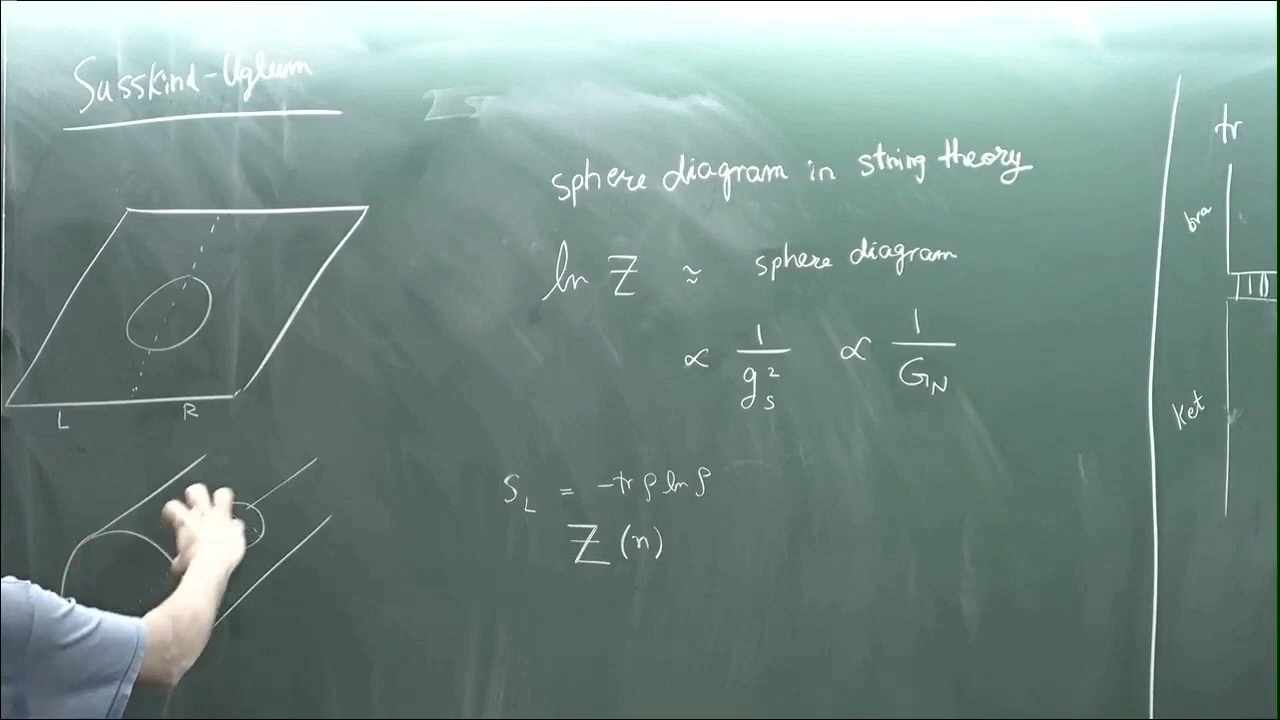 Susskind-Uglum
L R
sphere diagram in string theory
ln Z ≈ sphere diagram
∝ 1/g_s^2 ∝ 1/G_N
S_L = -tr ρ ln ρ
Z(n)
tr
bra
ket